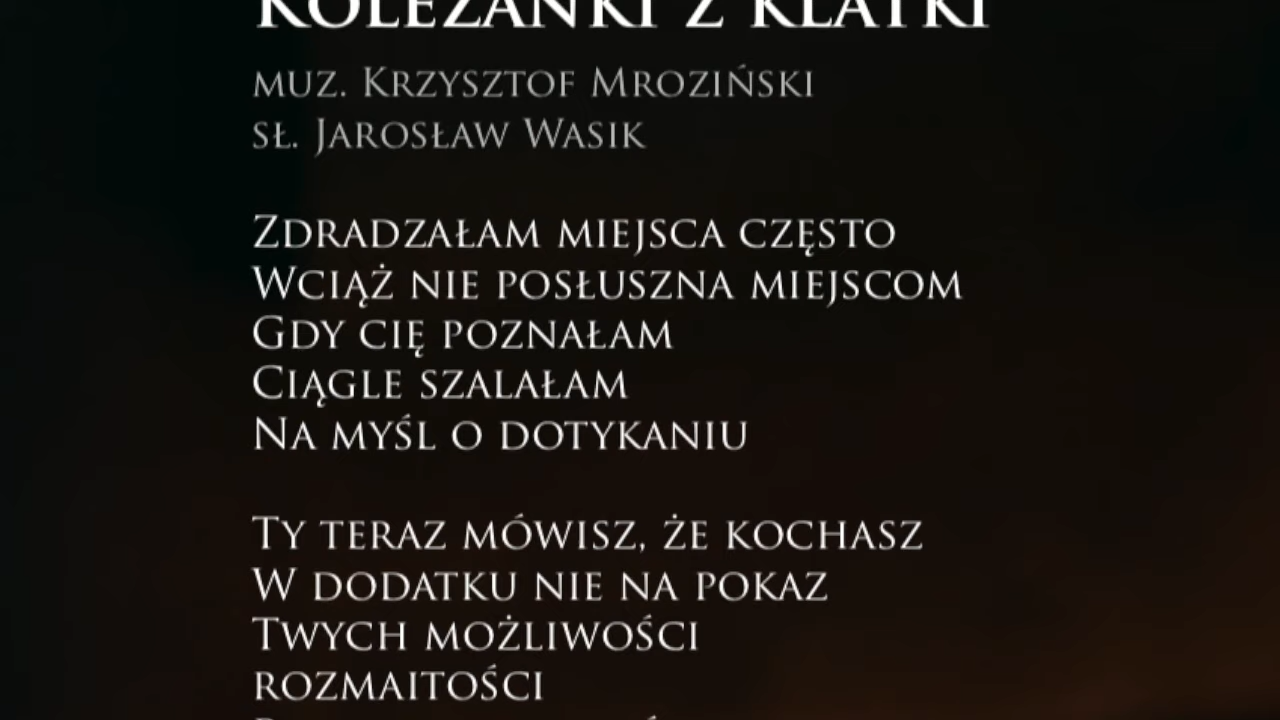 Koleżanki z klatki
muz. Krzysztof Mroziński
sł. Jarosław Wasik
Zdradzałam miejsca często
Wciąż nie posłuszna miejscom
Gdy cię poznałam
Ciągle szalałam
Na myśl o dotykaniu
Ty teraz mówisz, że kochasz
W dodatku nie na pokaz
Twych możliwości
rozmaitości